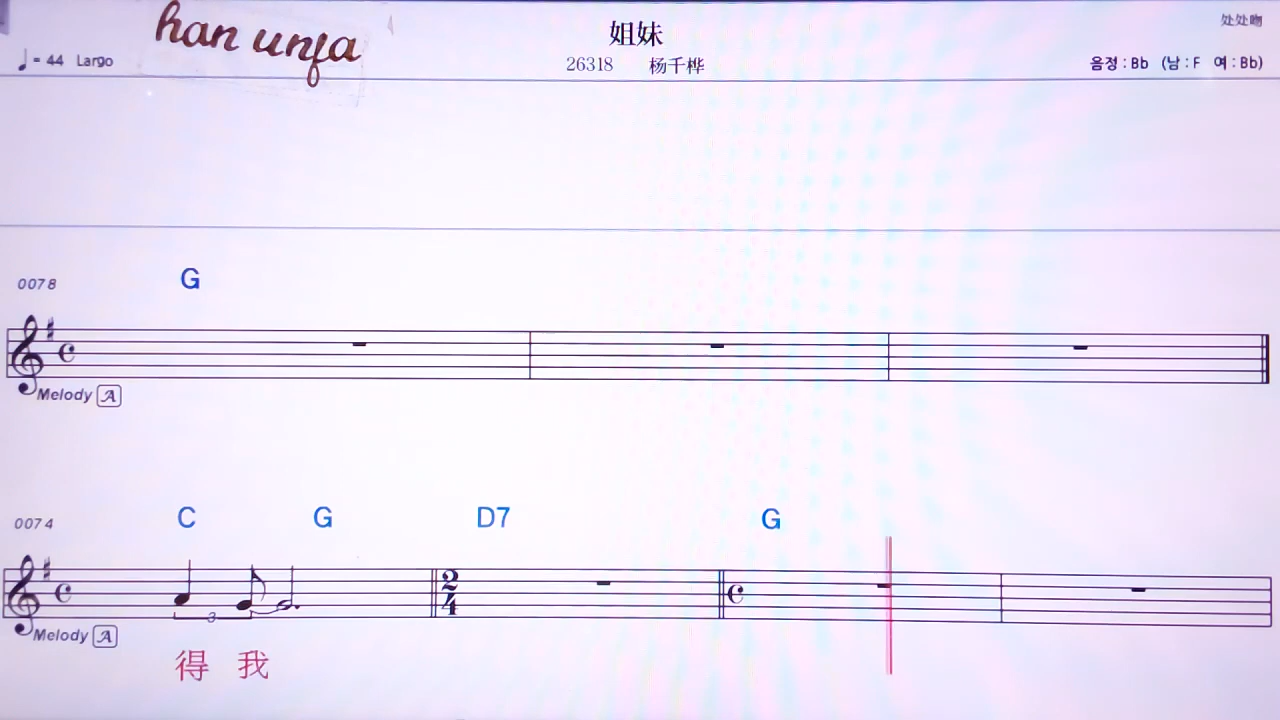 han unfa
姐妹
处处吻
♩= 44 Largo
26318 杨千桦
음정 : Bb (남 : F 여 : Bb)
0078 G
Melody A
0074 C G D7 G
2
4
3
Melody A
得 我